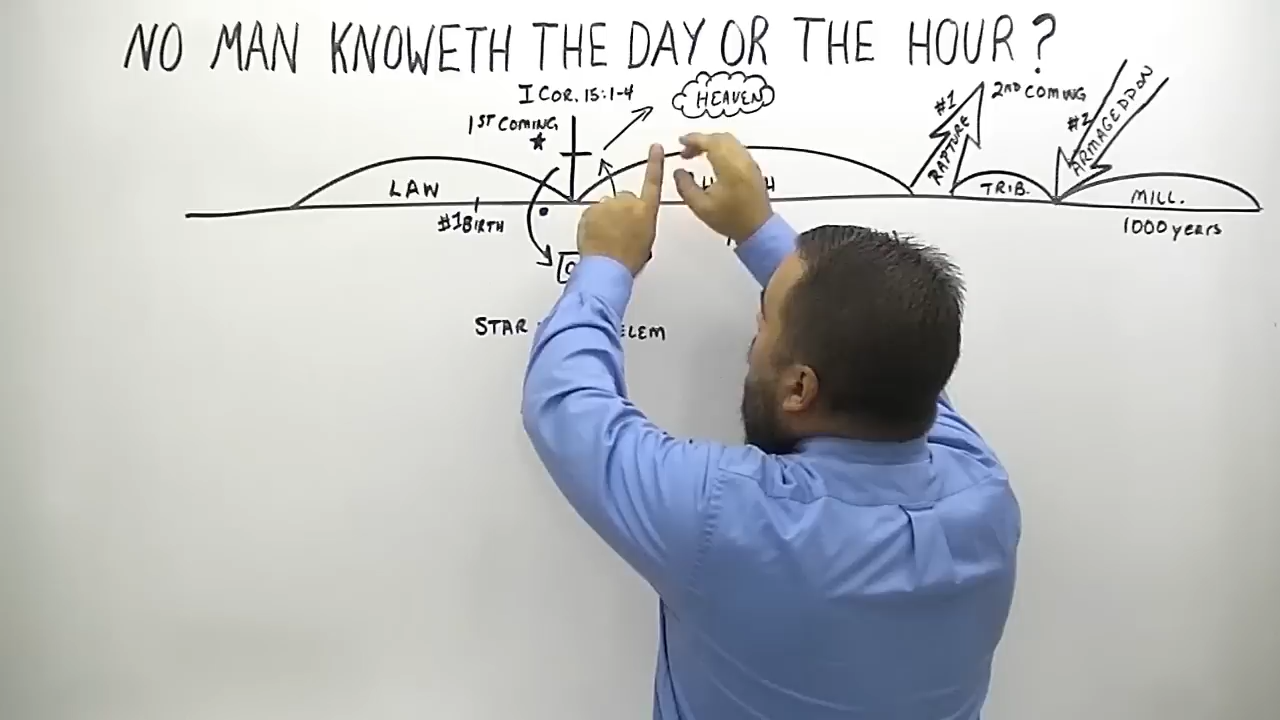 NO MAN KNOWETH THE DAY OR THE HOUR?
I COR. 15:1-4
HEAVEN
1ST COMING
#1
RAPTURE
2ND COMING
#2
ARMAGEDDON
LAW
TRIB.
MILL.
#1 BIRTH
1000 years
STAR